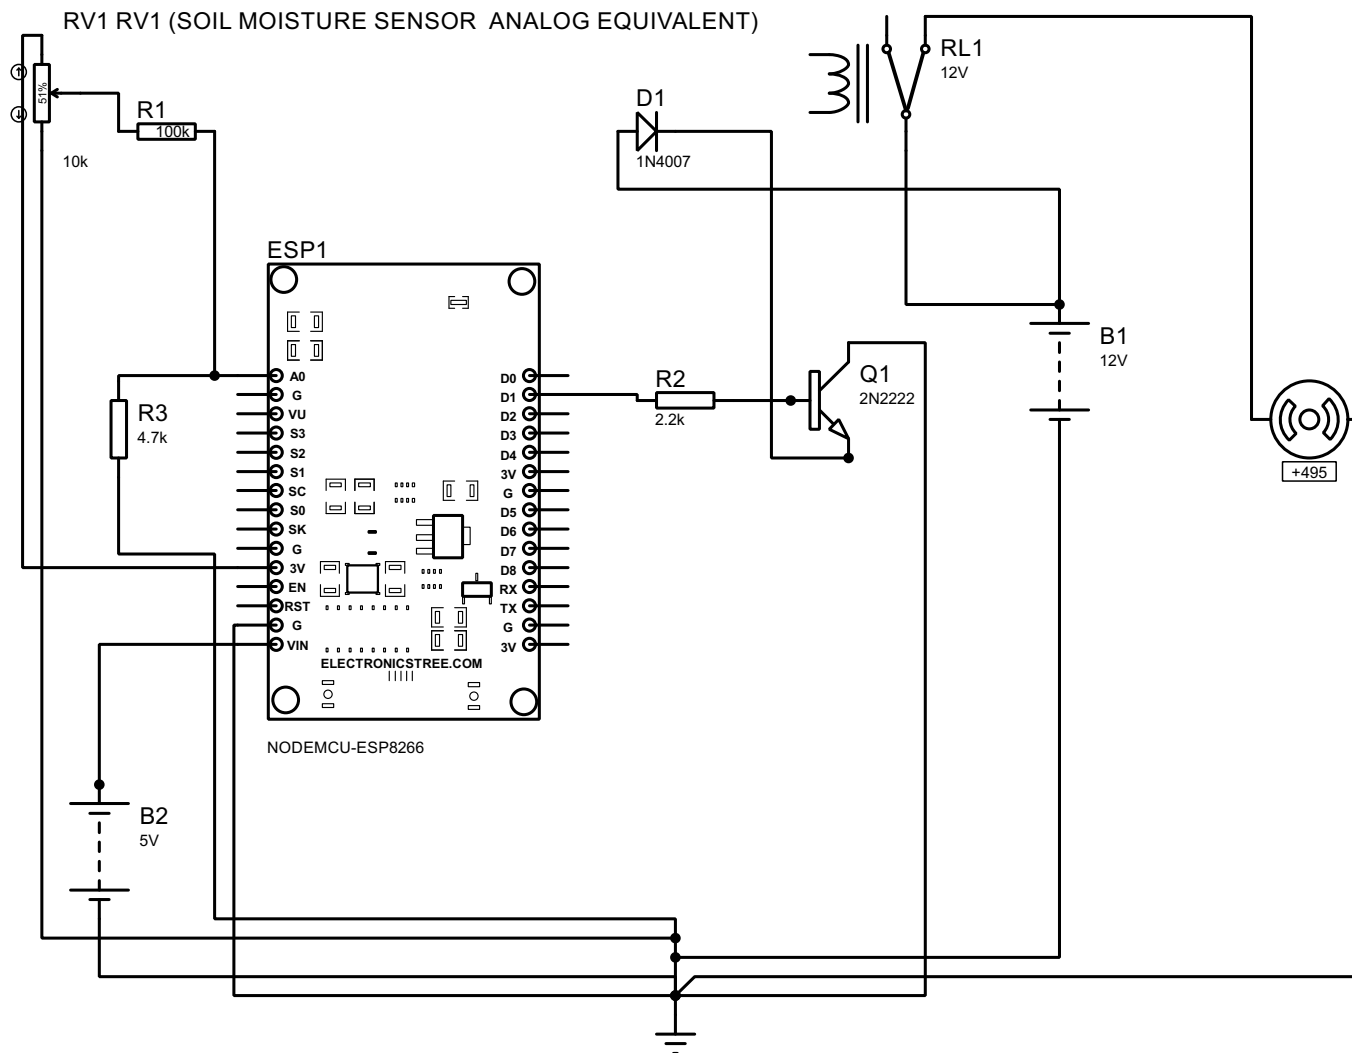 RV1 RV1 (SOIL MOISTURE SENSOR ANALOG EQUIVALENT)
51%
10k
R1
100k
D1
1N4007
RL1
12V
ESP1
A0
G
VU
S3
S2
S1
SC
S0
SK
G
3V
EN
RST
G
VIN
D0
D1
D2
D3
D4
3V
G
D5
D6
D7
D8
RX
TX
G
3V
ELECTRONICSTREE.COM
NODEMCU-ESP8266
R3
4.7k
R2
2.2k
Q1
2N2222
B1
12V
+495
B2
5V